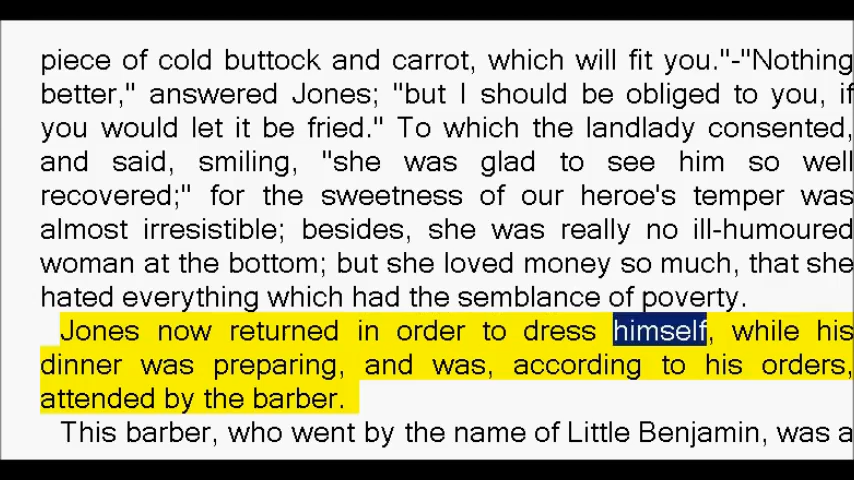 piece of cold buttock and carrot, which will fit you."-"Nothing
better," answered Jones; "but I should be obliged to you, if
you would let it be fried." To which the landlady consented,
and said, smiling, "she was glad to see him so well
recovered;" for the sweetness of our heroe's temper was
almost irresistible; besides, she was really no ill-humoured
woman at the bottom; but she loved money so much, that she
hated everything which had the semblance of poverty.
Jones now returned in order to dress himself, while his
dinner was preparing, and was, according to his orders,
attended by the barber.
This barber, who went by the name of Little Benjamin, was a